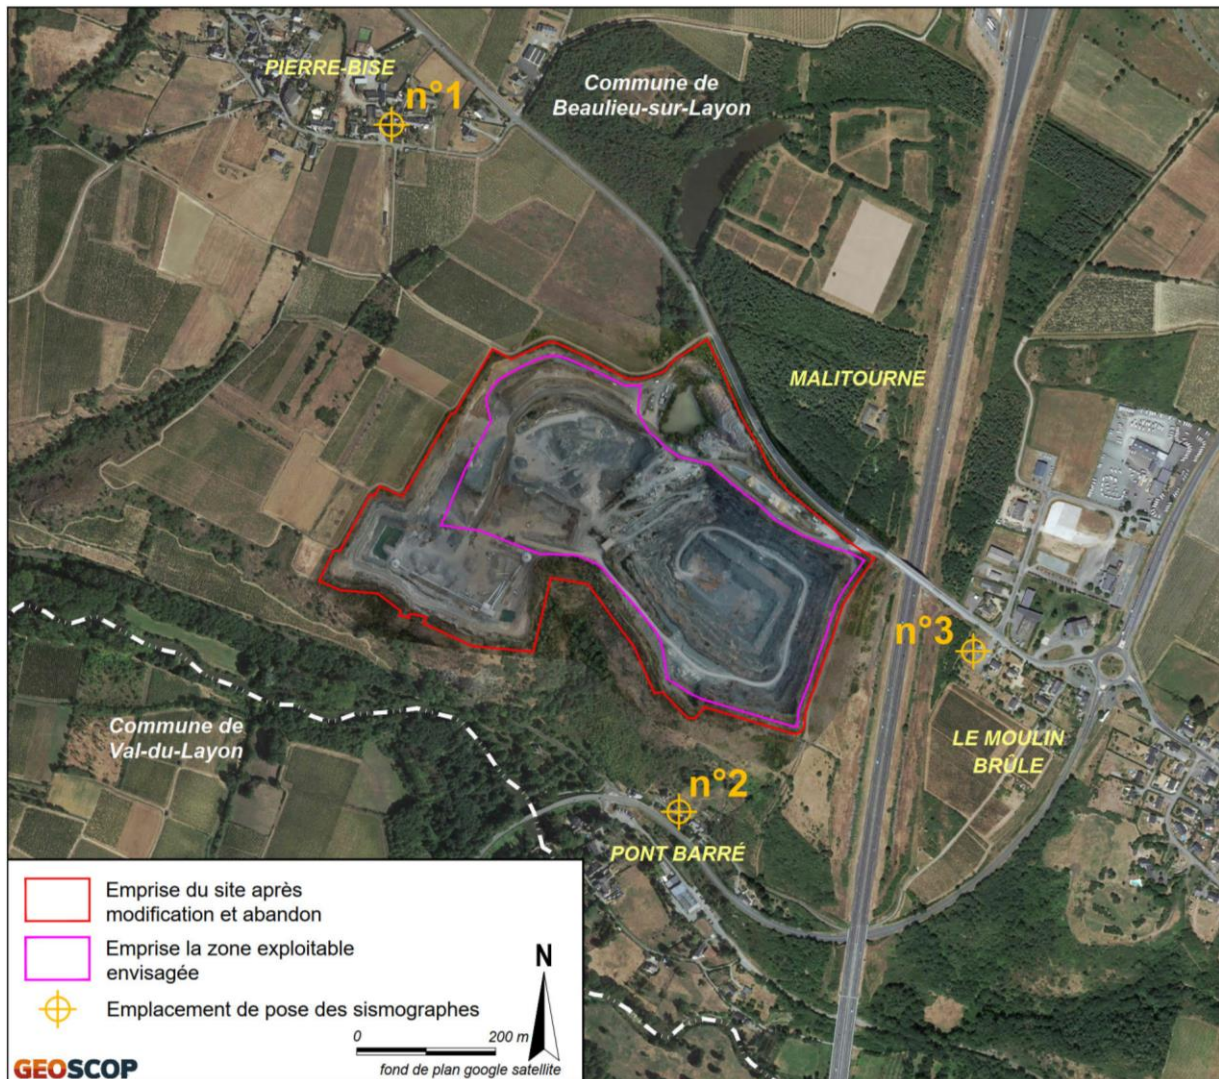 PIERRE-BISE
n°1
Commune de
Beaulieu-sur-Layon
MALITOURNE
n°3
Commune de
Val-du-Layon
LE MOULIN
BRÛLE
n°2
PONT BARRÉ
Emprise du site après
modification et abandon
Emprise la zone exploitable
envisagée
Emplacement de pose des sismographes
N
0 200 m
fond de plan google satellite
GEOSCOP